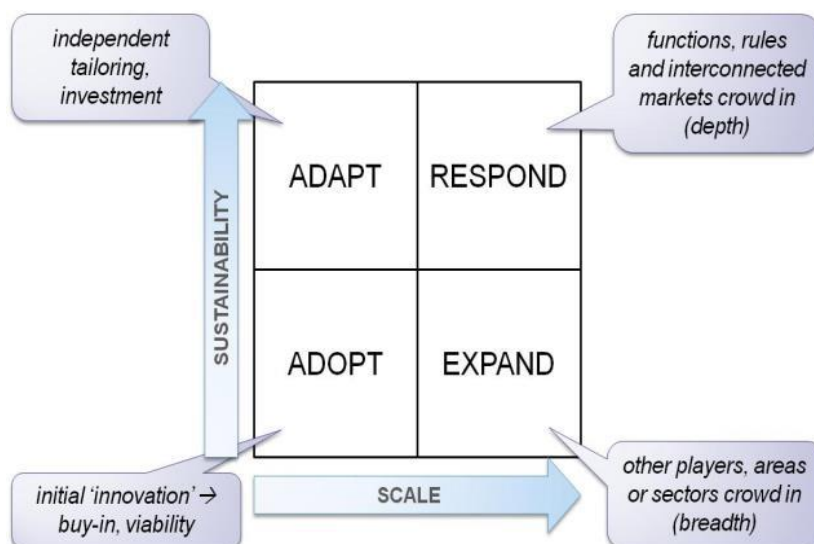 independent
tailoring,
investment
functions, rules
and interconnected
markets crowd in
(depth)
SUSTAINABILITY
ADAPT
RESPOND
ADOPT
EXPAND
initial ‘innovation’ →
buy-in, viability
SCALE
other players, areas
or sectors crowd in
(breadth)